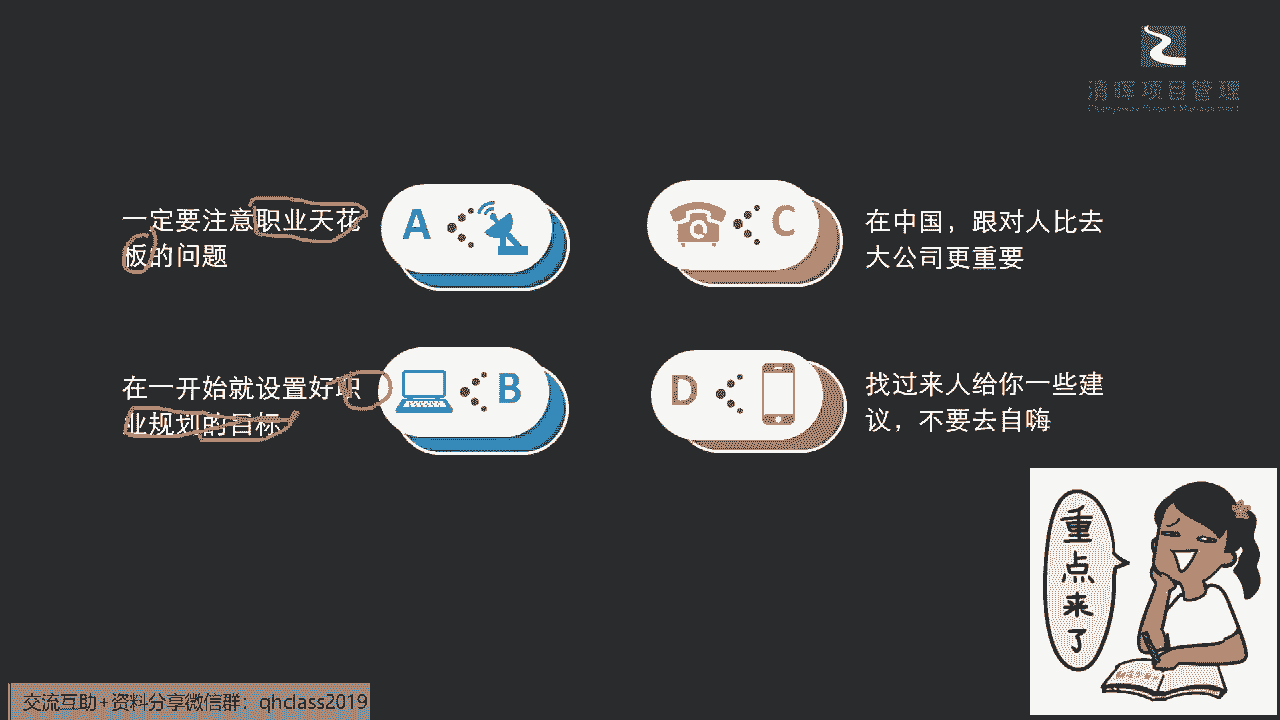 清晖项目管理
一定要注意职业天花
板的问题
A
C
在中国，跟对人比去
大公司更重要
在一开始就设置好职
业规划的目标
B
D
找过来人给你一些建
议，不要去自嗨
重点来了
交流互助+资料分享微信群：qhclass2019